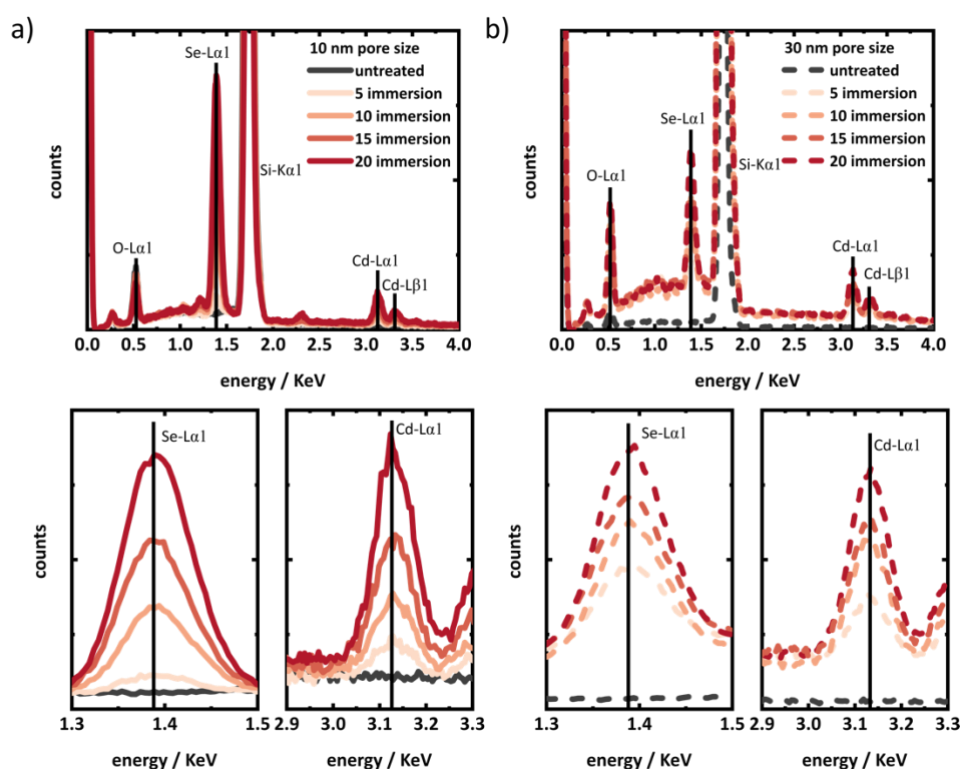 a)
10 nm pore size
untreated
5 immersion
10 immersion
15 immersion
20 immersion
Se-Lα1
Si-Kα1
O-Lα1
Cd-Lα1
Cd-Lβ1
counts
0.0 0.5 1.0 1.5 2.0 2.5 3.0 3.5 4.0
energy / KeV
b)
30 nm pore size
untreated
5 immersion
10 immersion
15 immersion
20 immersion
Se-Lα1
Si-Kα1
O-Lα1
Cd-Lα1
Cd-Lβ1
counts
0.0 0.5 1.0 1.5 2.0 2.5 3.0 3.5 4.0
energy / KeV
Se-Lα1
counts
1.3 1.4 1.5
energy / KeV
Cd-Lα1
2.9 3.0 3.1 3.2 3.3
energy / KeV
Se-Lα1
counts
1.3 1.4 1.5
energy / KeV
Cd-Lα1
2.9 3.0 3.1 3.2 3.3
energy / KeV